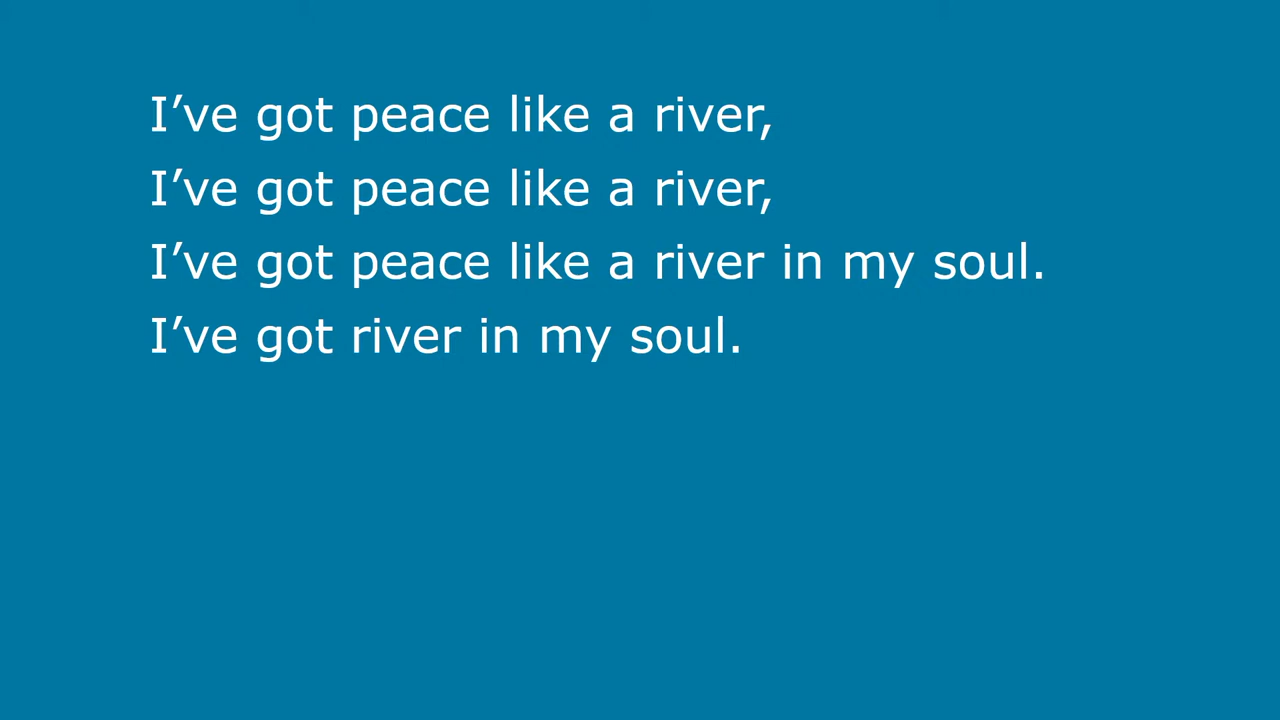 I’ve got peace like a river,
I’ve got peace like a river,
I’ve got peace like a river in my soul.
I’ve got river in my soul.